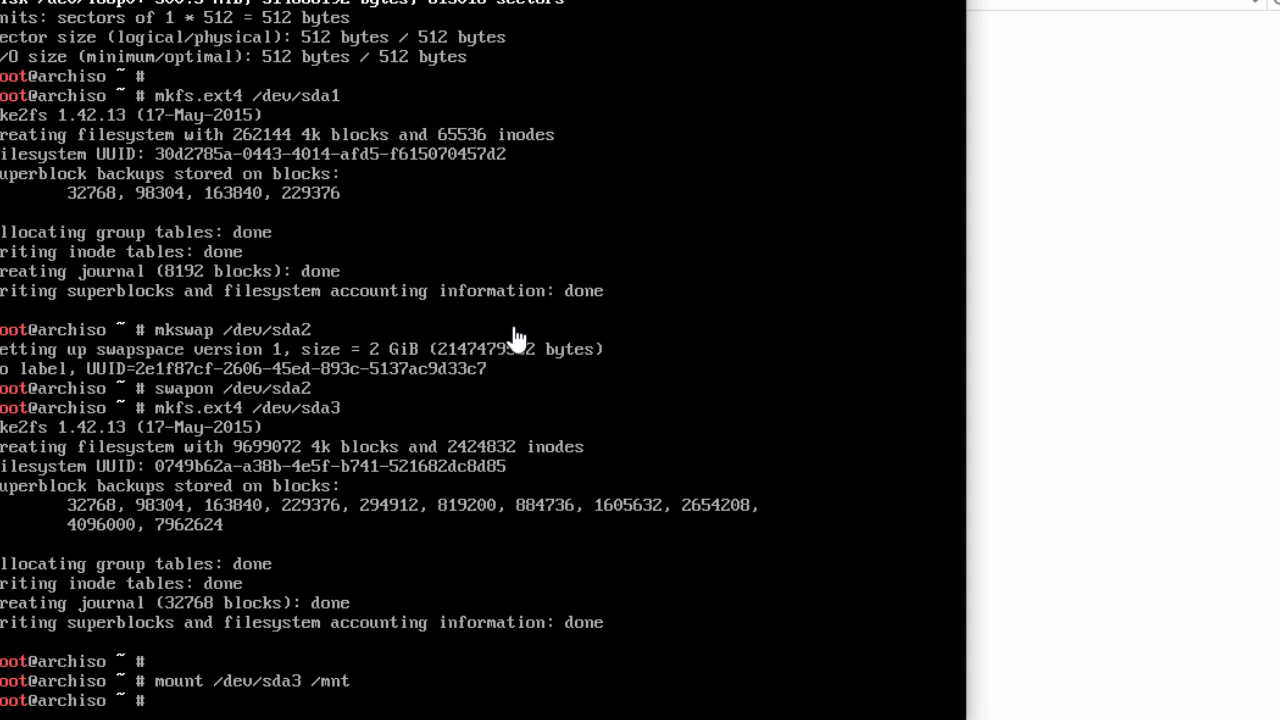 nits: sectors of 1 * 512 = 512 bytes
ector size (logical/physical): 512 bytes / 512 bytes
/O size (minimum/optimal): 512 bytes / 512 bytes
oot@archiso ~ #
oot@archiso ~ # mkfs.ext4 /dev/sda1
ke2fs 1.42.13 (17-May-2015)
reating filesystem with 262144 4k blocks and 65536 inodes
ilesystem UUID: 30d2785a-0443-4014-afd5-f615070457d2
uperblock backups stored on blocks:
32768, 98304, 163840, 229376
llocating group tables: done
riting inode tables: done
reating journal (8192 blocks): done
riting superblocks and filesystem accounting information: done
oot@archiso ~ # mkswap /dev/sda2
etting up swapspace version 1, size = 2 GiB ( bytes)
o label, UUID=2e1f87cf-2606-45ed-893c-5137ac9d33c7
oot@archiso ~ # swapon /dev/sda2
oot@archiso ~ # mkfs.ext4 /dev/sda3
ke2fs 1.42.13 (17-May-2015)
reating filesystem with 9699072 4k blocks and 2424832 inodes
ilesystem UUID: 0749b62a-a38b-4e5f-b741-521682dc8d85
uperblock backups stored on blocks:
32768, 98304, 163840, 229376, 294912, 819200, 884736, 1605632, 2654208,
4096000, 7962624
llocating group tables: done
riting inode tables: done
reating journal (32768 blocks): done
riting superblocks and filesystem accounting information: done
oot@archiso ~ #
oot@archiso ~ # mount /dev/sda3 /mnt
oot@archiso ~ #